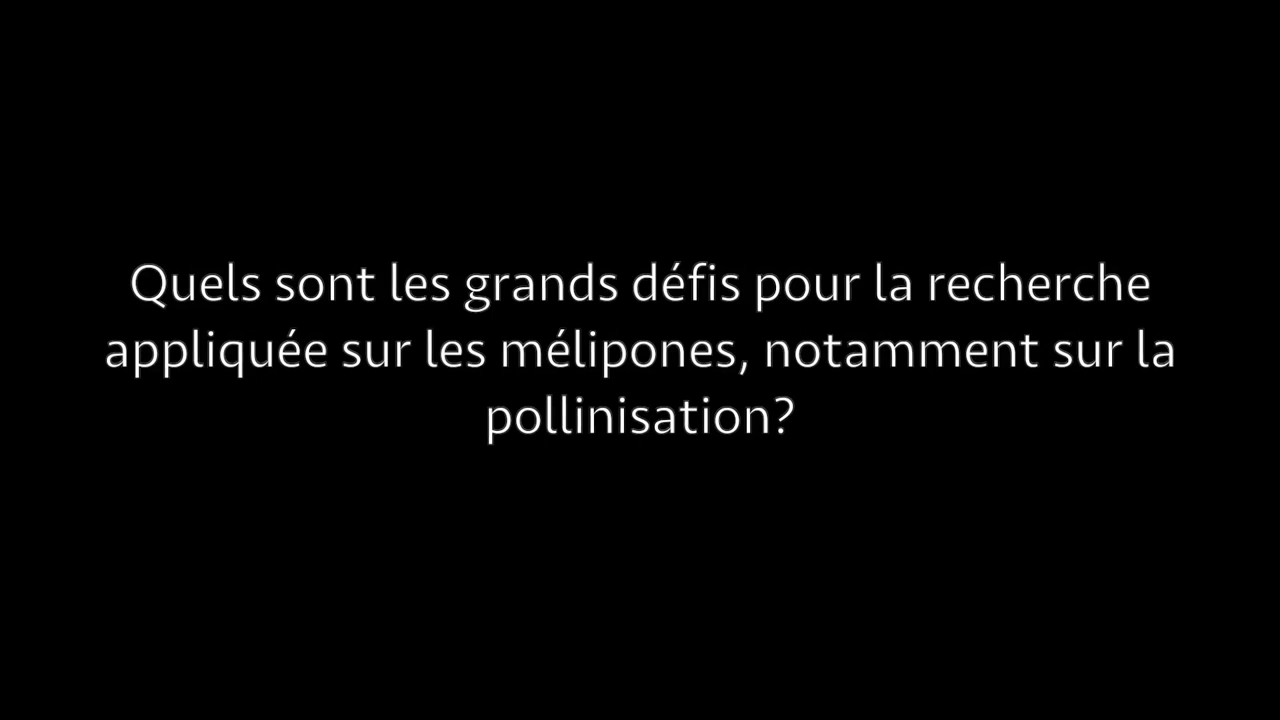 Quels sont les grands défis pour la recherche
appliquée sur les mélipones, notamment sur la
pollinisation?